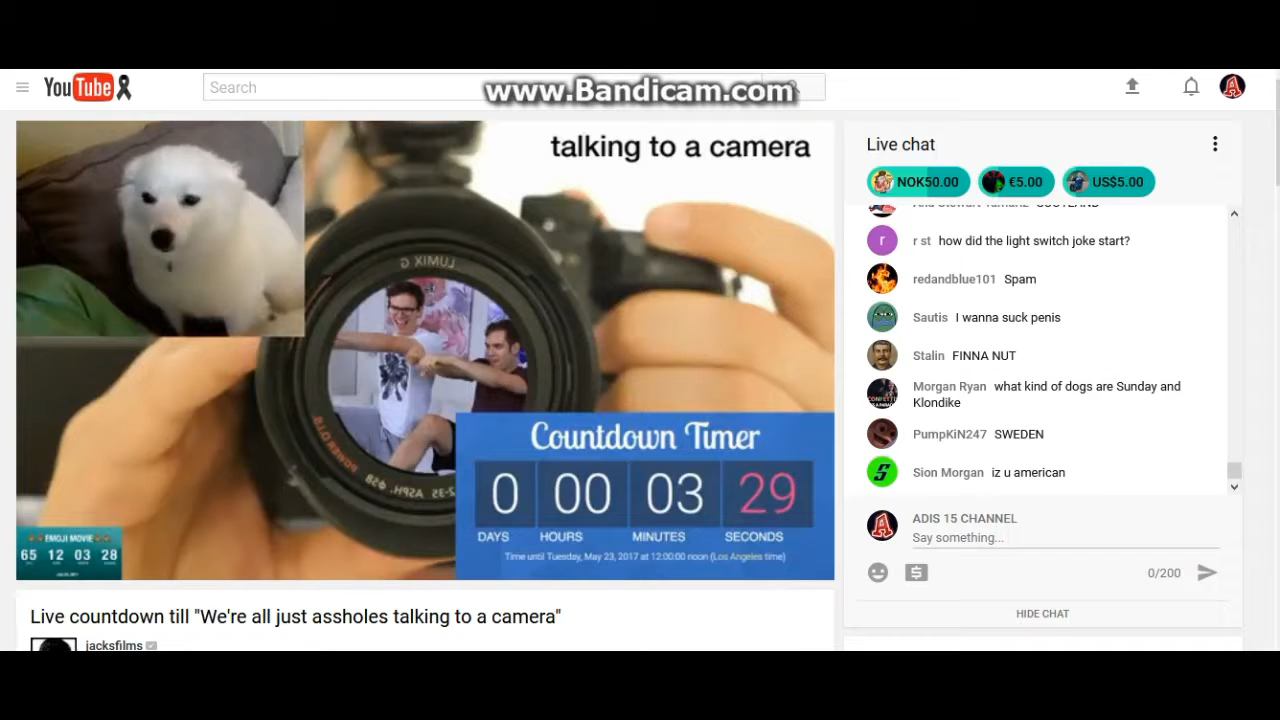 www.Bandicam.com
YouTube
Search
talking to a camera
LUMIX G
POWER O.I.S.
ASPH. ø58
Countdown Timer
0 00 03 29
DAYS HOURS MINUTES SECONDS
Time until Tuesday, May 23, 2017 at 12:00:00 noon (Los Angeles time)
EMOJI MOVIE
65 12 03 28
Live countdown till "We're all just assholes talking to a camera"
jacksfilms
Live chat
NOK50.00 €5.00 US$5.00
r st how did the light switch joke start?
redandblue101 Spam
Sautis I wanna suck penis
Stalin FINNA NUT
Morgan Ryan what kind of dogs are Sunday and
Klondike
PumpKiN247 SWEDEN
Sion Morgan iz u american
ADIS 15 CHANNEL
Say something...
0/200
HIDE CHAT